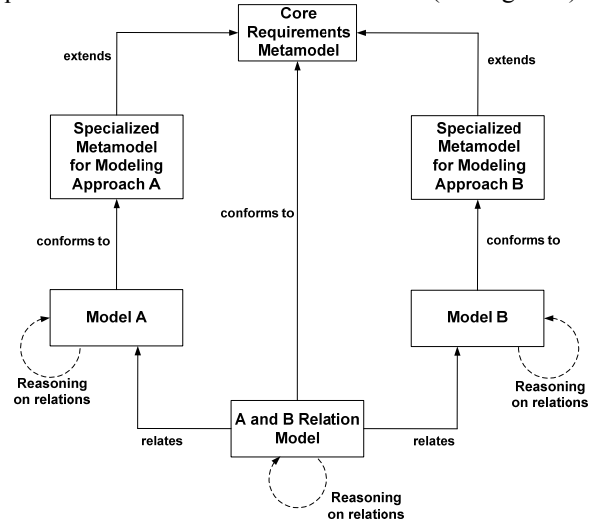 Core
Requirements
Metamodel
extends
extends
Specialized
Metamodel
for Modeling
Approach A
Specialized
Metamodel
for Modeling
Approach B
conforms to
conforms to
conforms to
Model A
Model B
Reasoning
on relations
Reasoning
on relations
A and B Relation
Model
relates
relates
Reasoning
on relations